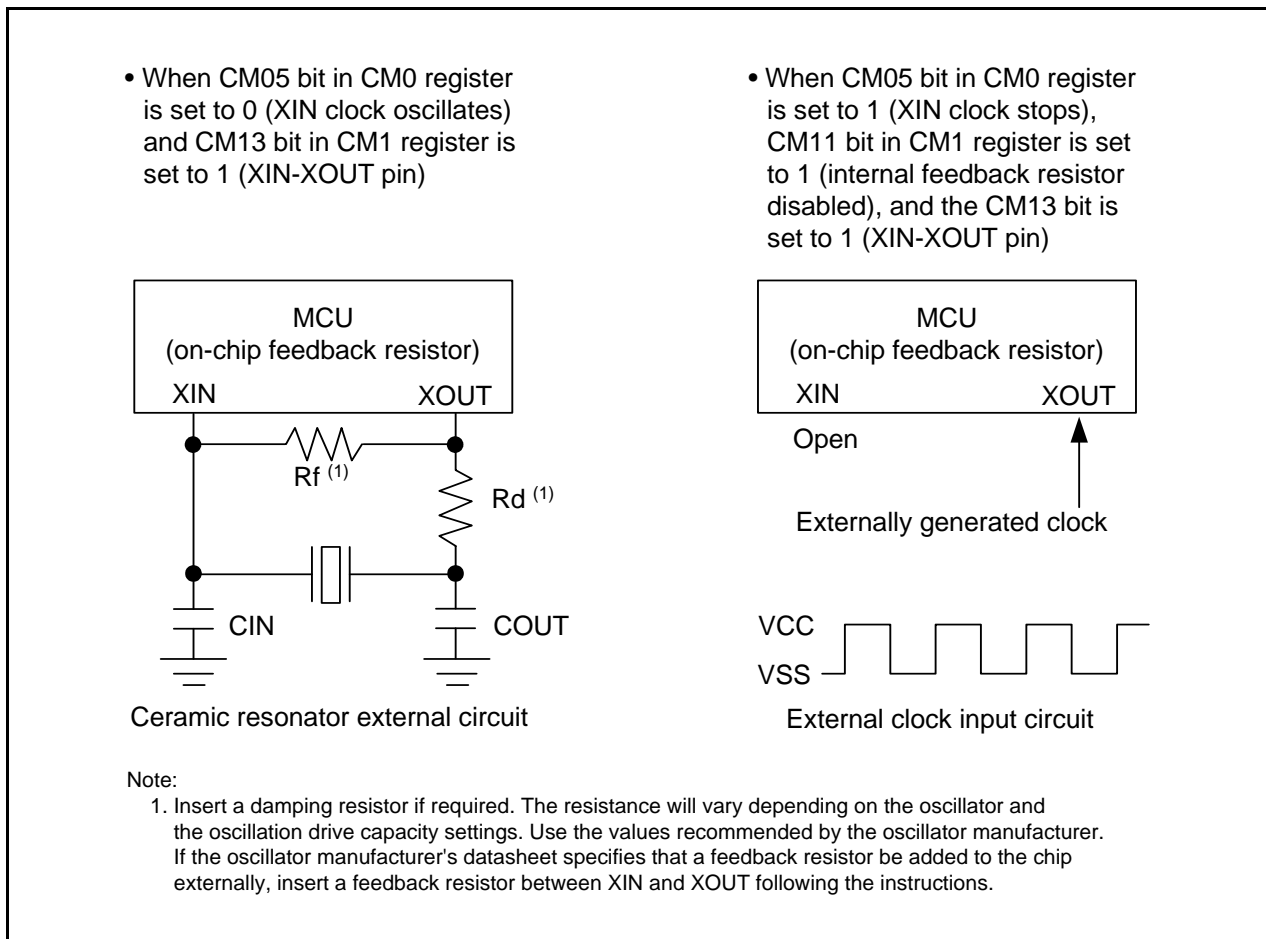 • When CM05 bit in CM0 register
is set to 0 (XIN clock oscillates)
and CM13 bit in CM1 register is
set to 1 (XIN-XOUT pin)
MCU
(on-chip feedback resistor)
XIN
XOUT
Rf (1)
Rd (1)
CIN
COUT
Ceramic resonator external circuit
• When CM05 bit in CM0 register
is set to 1 (XIN clock stops),
CM11 bit in CM1 register is set
to 1 (internal feedback resistor
disabled), and the CM13 bit is
set to 1 (XIN-XOUT pin)
MCU
(on-chip feedback resistor)
XIN
XOUT
Open
Externally generated clock
VCC
VSS
External clock input circuit
Note:
1. Insert a damping resistor if required. The resistance will vary depending on the oscillator and
the oscillation drive capacity settings. Use the values recommended by the oscillator manufacturer.
If the oscillator manufacturer's datasheet specifies that a feedback resistor be added to the chip
externally, insert a feedback resistor between XIN and XOUT following the instructions.